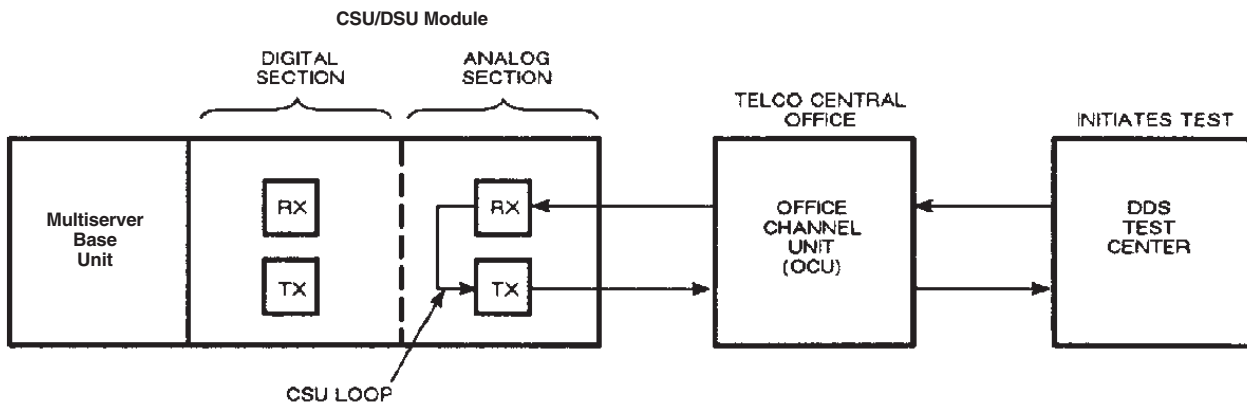 CSU/DSU Module
DIGITAL
SECTION
ANALOG
SECTION
TELCO CENTRAL
OFFICE
INITIATES TEST
Multiserver
Base
Unit
RX
TX
RX
TX
OFFICE
CHANNEL
UNIT
(OCU)
DDS
TEST
CENTER
CSU LOOP